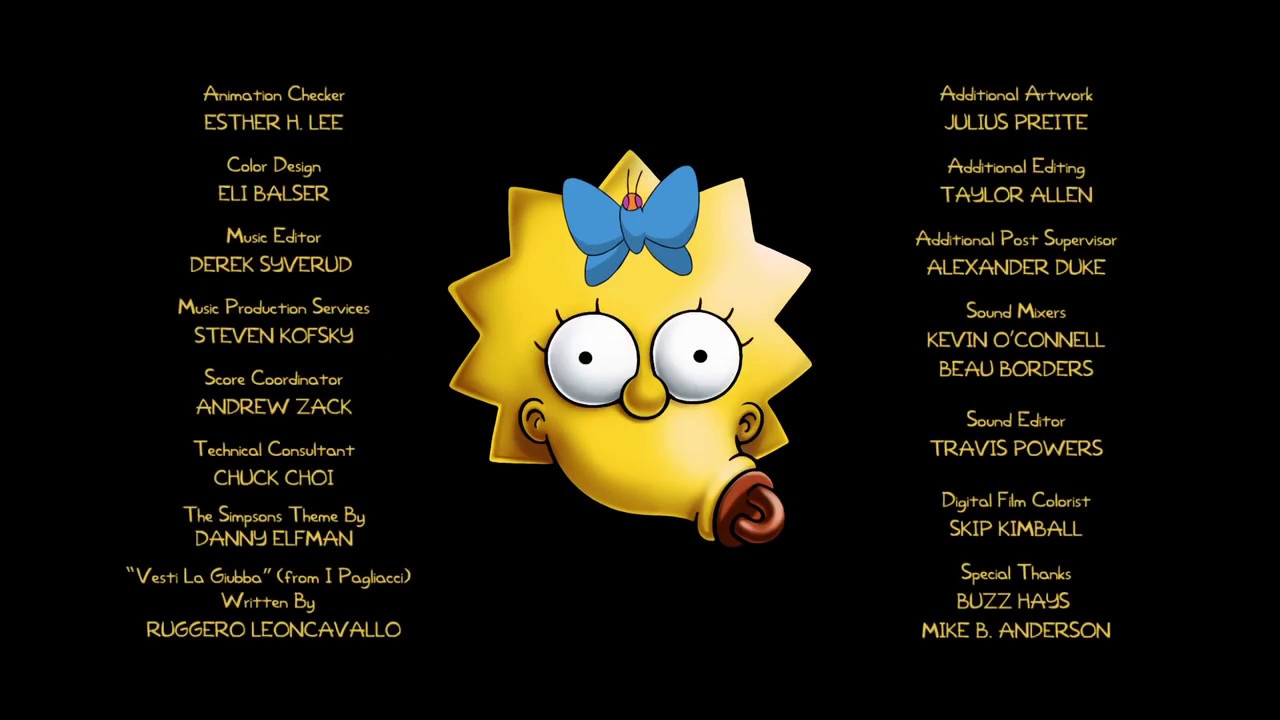 Animation Checker
ESTHER H. LEE
Color Design
ELI BALSER
Music Editor
DEREK SYVERUD
Music Production Services
STEVEN KOFSKY
Score Coordinator
ANDREW ZACK
Technical Consultant
CHUCK CHOI
The Simpsons Theme By
DANNY ELFMAN
“Vesti La Giubba” (from I Pagliacci)
Written By
RUGGERO LEONCAVALLO
Additional Artwork
JULIUS PREITE
Additional Editing
TAYLOR ALLEN
Additional Post Supervisor
ALEXANDER DUKE
Sound Mixers
KEVIN O’CONNELL
BEAU BORDERS
Sound Editor
TRAVIS POWERS
Digital Film Colorist
SKIP KIMBALL
Special Thanks
BUZZ HAYS
MIKE B. ANDERSON